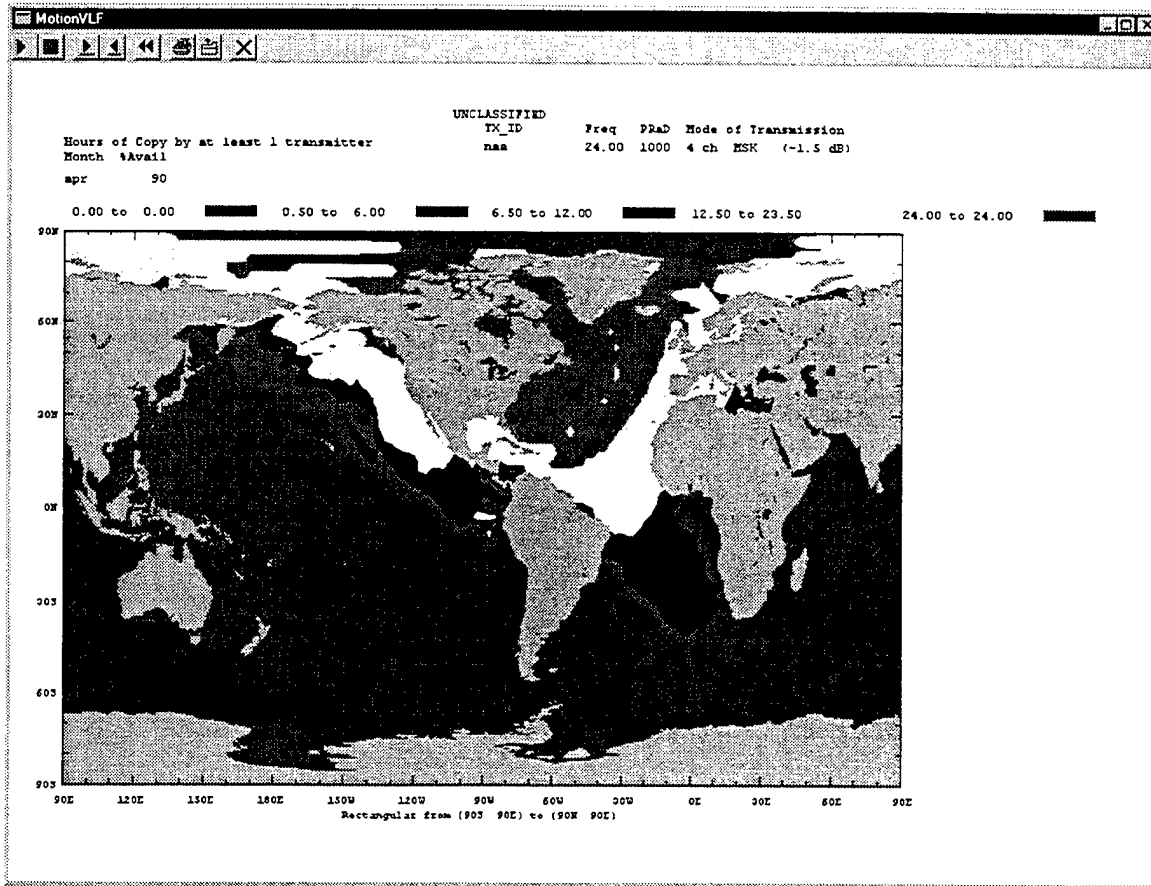 MotionVLF
UNCLASSIFIED
TX_ID Freq PRaD Mode of Transmission
Hours of Copy by at least 1 transmitter
naa 24.00 1000 4 ch MSK (-1.5 dB)
Month %Avail
apr 90
0.00 to 0.00 0.50 to 6.00 6.50 to 12.00 12.50 to 23.50 24.00 to 24.00
90N
60N
30N
0N
30S
60S
90S
90E 120E 150E 180E 150W 120W 90W 60W 30W 0E 30E 60E 90E
Rectangular from (90S 90E) to (90N 90E)